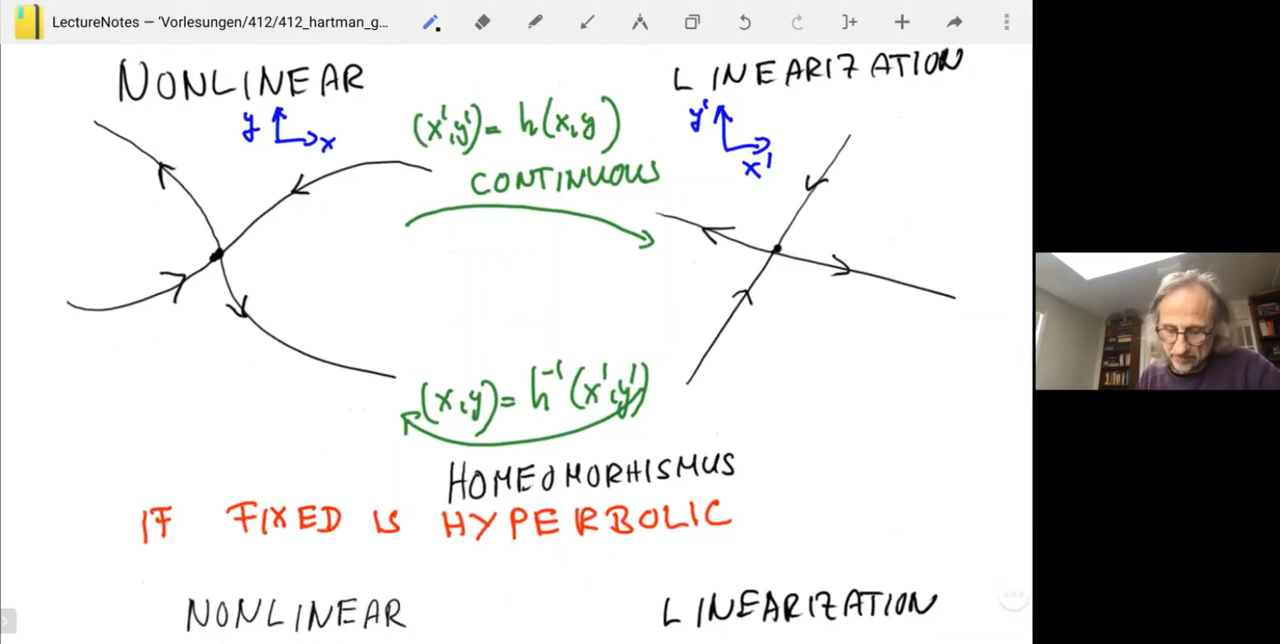 LectureNotes — ‘Vorlesungen/412/412_hartman_g…
NONLINEAR
LINEARIZATION
y
x
(x',y') = h(x,y)
y'
x'
CONTINUOUS
(x,y) = h⁻¹(x',y')
HOMEOMORHISMUS
IF FIXED IS HYPERBOLIC
NONLINEAR
LINEARIZATION